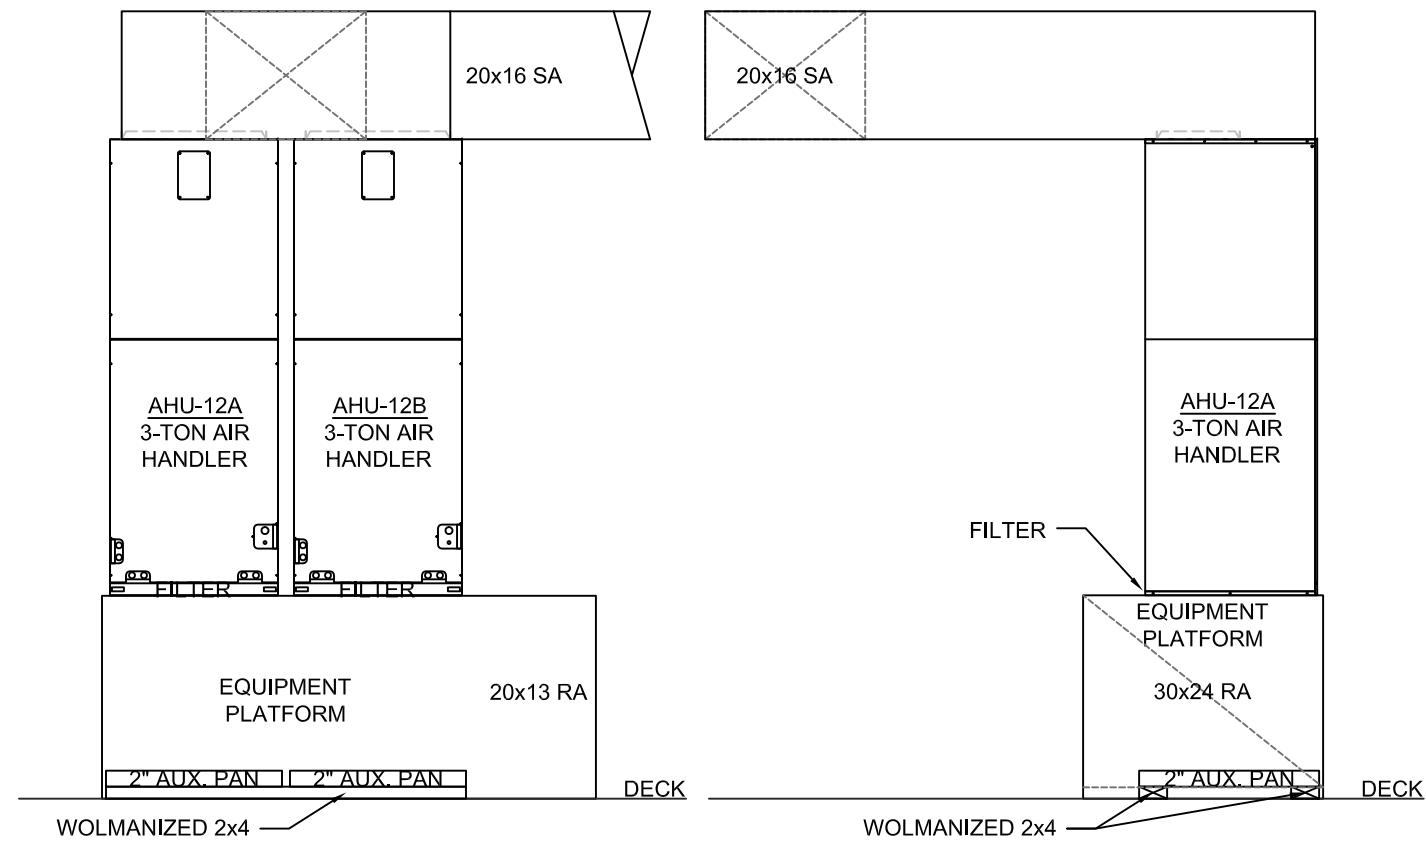 20x16 SA
20x16 SA
AHU-12A
3-TON AIR
HANDLER
AHU-12B
3-TON AIR
HANDLER
AHU-12A
3-TON AIR
HANDLER
FILTER
FILTER
FILTER
EQUIPMENT
PLATFORM
20x13 RA
EQUIPMENT
PLATFORM
30x24 RA
2" AUX. PAN
2" AUX. PAN
DECK
2" AUX. PAN
DECK
WOLMANIZED 2x4
WOLMANIZED 2x4